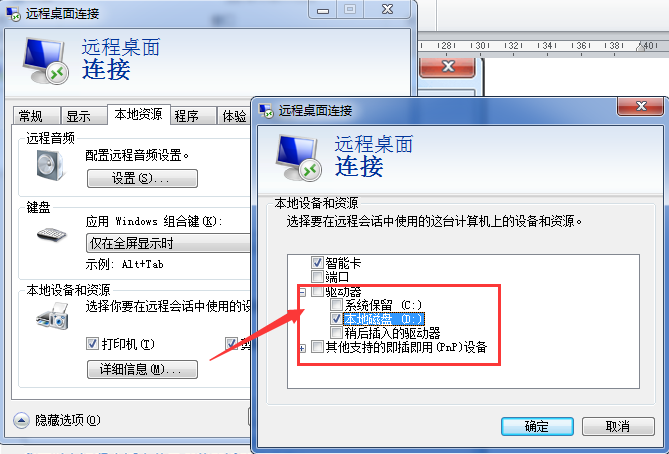 远程桌面连接
远程桌面
连接
常规 显示 本地资源 程序 体验
远程音频
配置远程音频设置。
设置(S)...
键盘
应用 Windows 组合键(K):
仅在全屏显示时
示例: Alt+Tab
本地设备和资源
选择你要在远程会话中使用的设
打印机(T)
详细信息(M)...
隐藏选项(O)
28 30 32 34 36 38 40
远程桌面连接
远程桌面
连接
本地设备和资源
选择要在远程会话中使用的这台计算机上的设备和资源。
智能卡
端口
驱动器
系统保留 (C:)
本地磁盘 (D:)
稍后插入的驱动器
其他支持的即插即用(PnP)设备
确定 取消